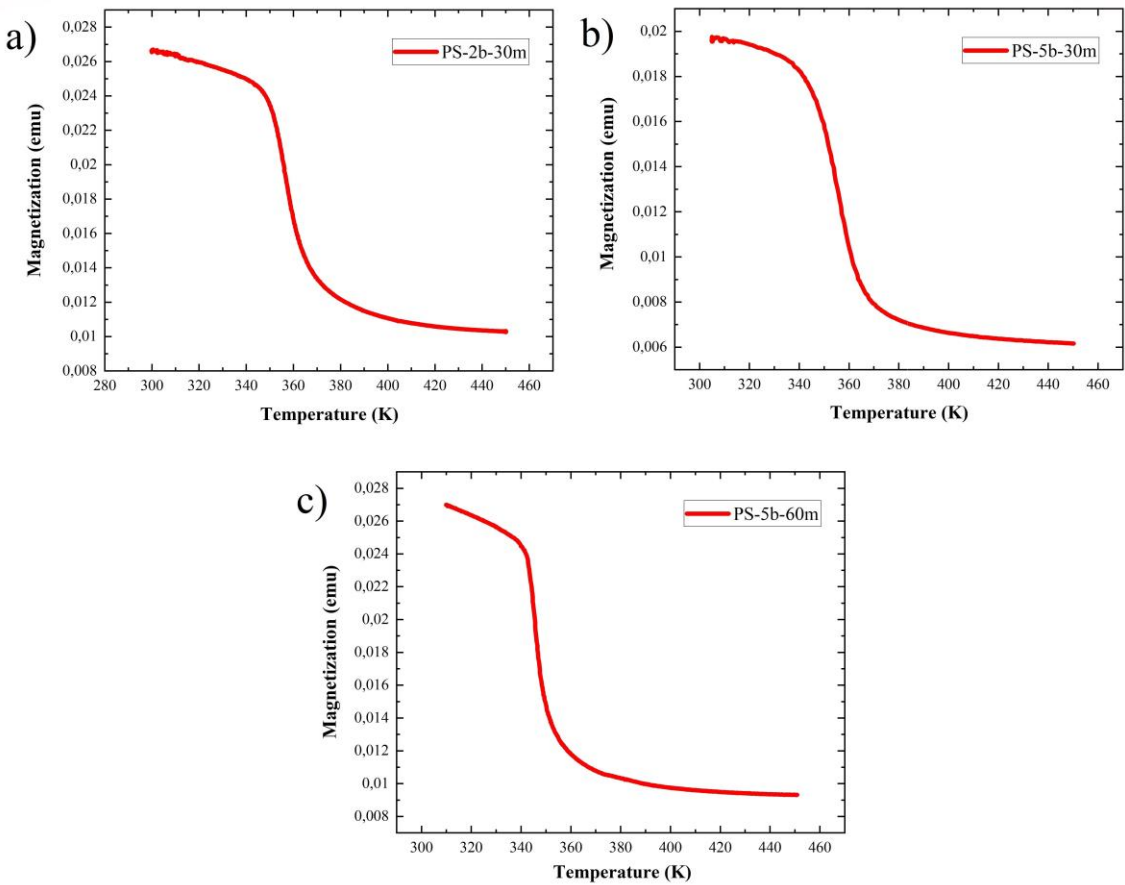 a)
PS-2b-30m
Magnetization (emu)
0,028
0,026
0,024
0,022
0,02
0,018
0,016
0,014
0,012
0,01
0,008
280 300 320 340 360 380 400 420 440 460
Temperature (K)
b)
PS-5b-30m
Magnetization (emu)
0,02
0,018
0,016
0,014
0,012
0,010
0,008
0,006
300 320 340 360 380 400 420 440 460
Temperature (K)
c)
PS-5b-60m
Magnetization (emu)
0,028
0,026
0,024
0,022
0,02
0,018
0,016
0,014
0,012
0,01
0,008
300 320 340 360 380 400 420 440 460
Temperature (K)